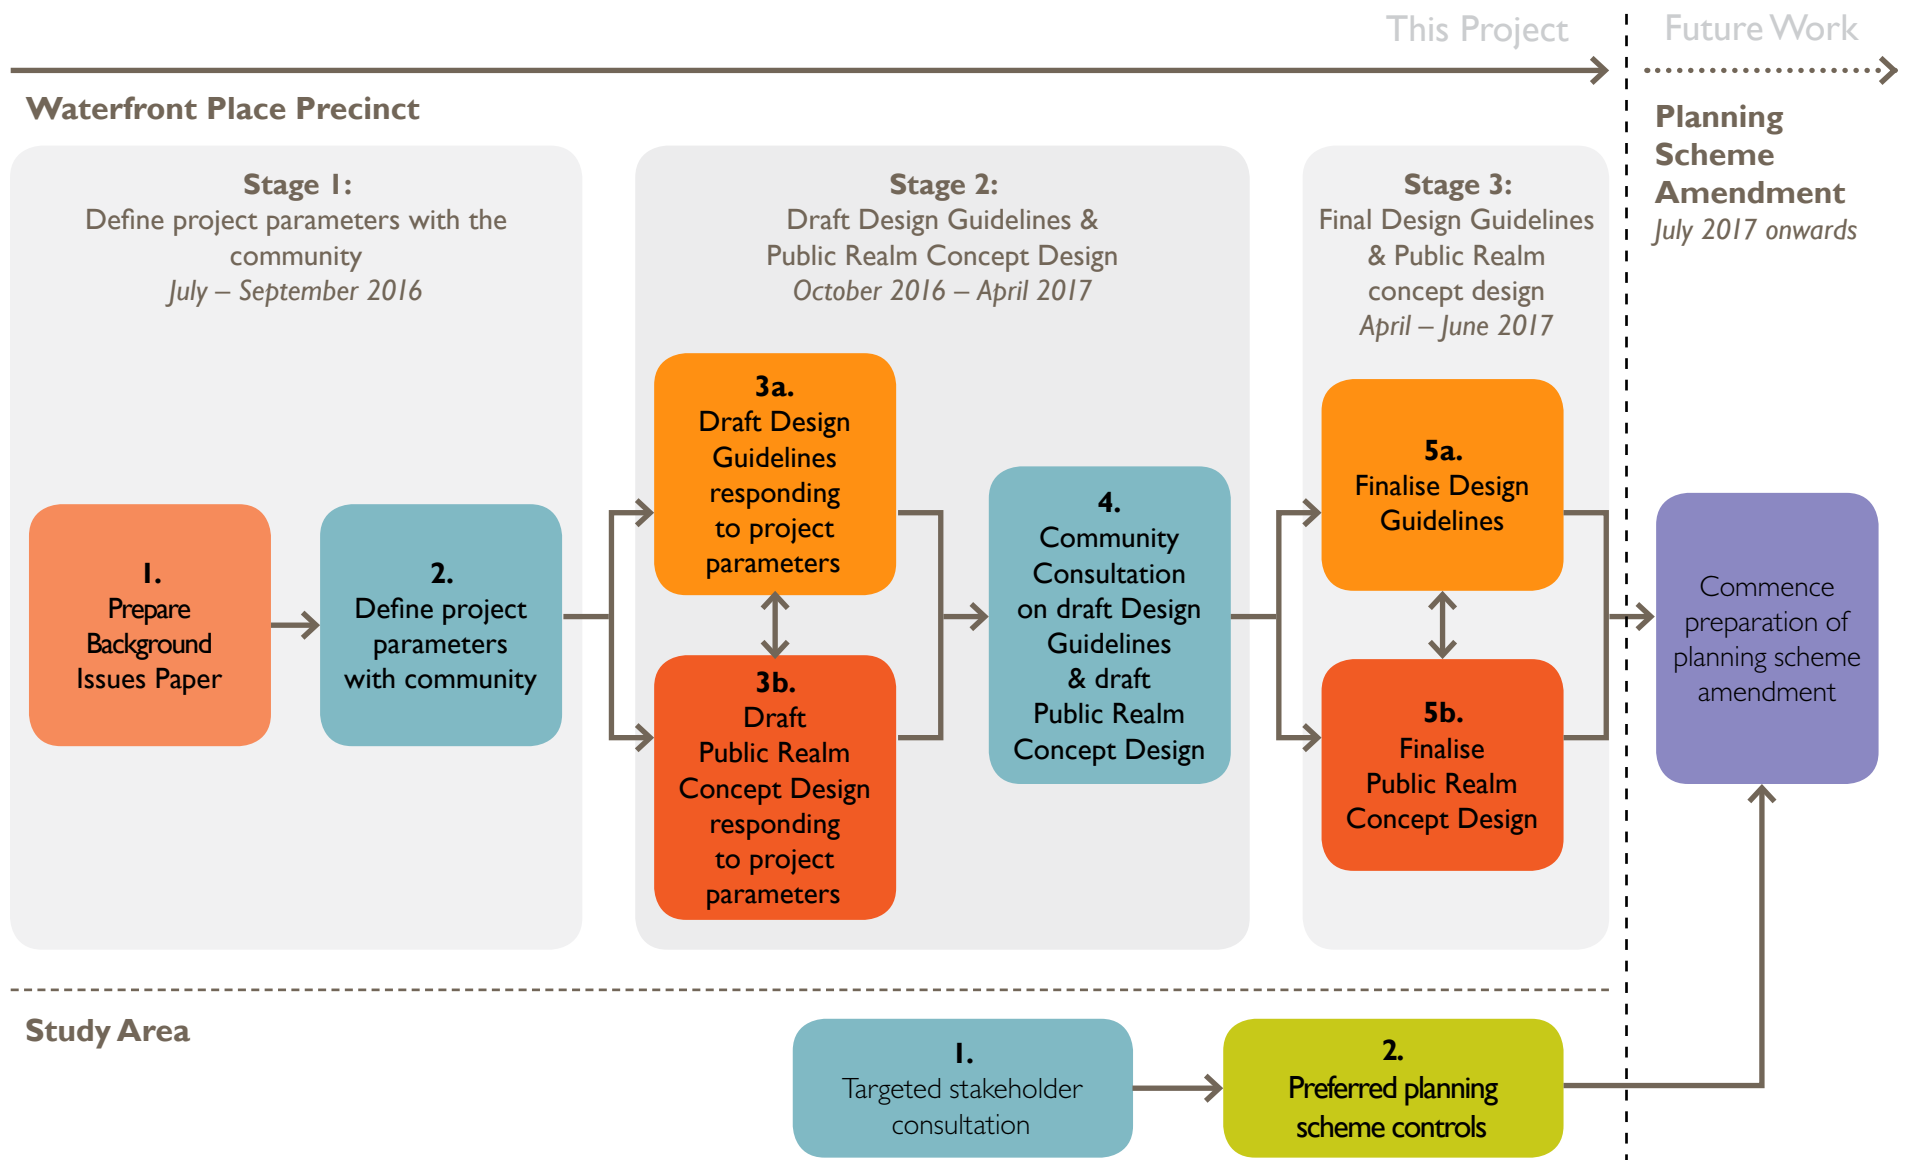 This Project
Future Work
Waterfront Place Precinct
Planning
Scheme
Amendment
July 2017 onwards
Stage 1:
Define project parameters with the
community
July – September 2016
Stage 2:
Draft Design Guidelines &
Public Realm Concept Design
October 2016 – April 2017
Stage 3:
Final Design Guidelines
& Public Realm
concept design
April – June 2017
1.
Prepare
Background
Issues Paper
2.
Define project
parameters
with community
3a.
Draft Design
Guidelines
responding
to project
parameters
3b.
Draft
Public Realm
Concept Design
responding
to project
parameters
4.
Community
Consultation
on draft Design
Guidelines
& draft
Public Realm
Concept Design
5a.
Finalise Design
Guidelines
5b.
Finalise
Public Realm
Concept Design
Commence
preparation of
planning scheme
amendment
Study Area
1.
Targeted stakeholder
consultation
2.
Preferred planning
scheme controls